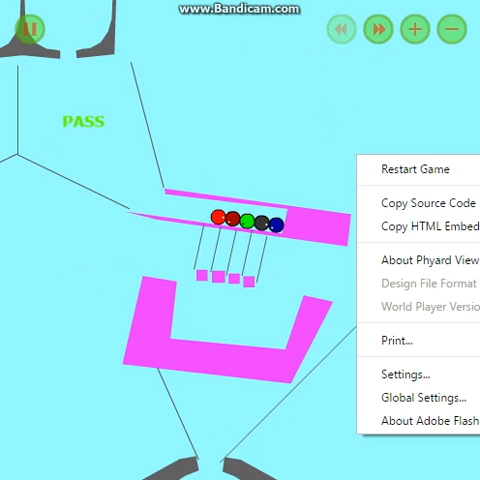 www.Bandicam.com
PASS
Restart Game
Copy Source Code
Copy HTML Embed
About Phyard View
Design File Format
World Player Versio
Print...
Settings...
Global Settings...
About Adobe Flash